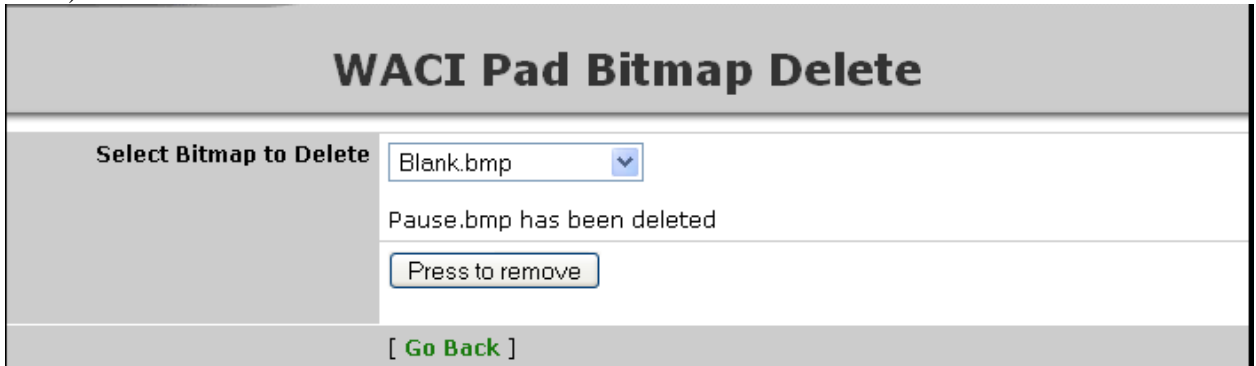 WACI Pad Bitmap Delete
Select Bitmap to Delete
Blank.bmp
Pause.bmp has been deleted
Press to remove
[ Go Back ]